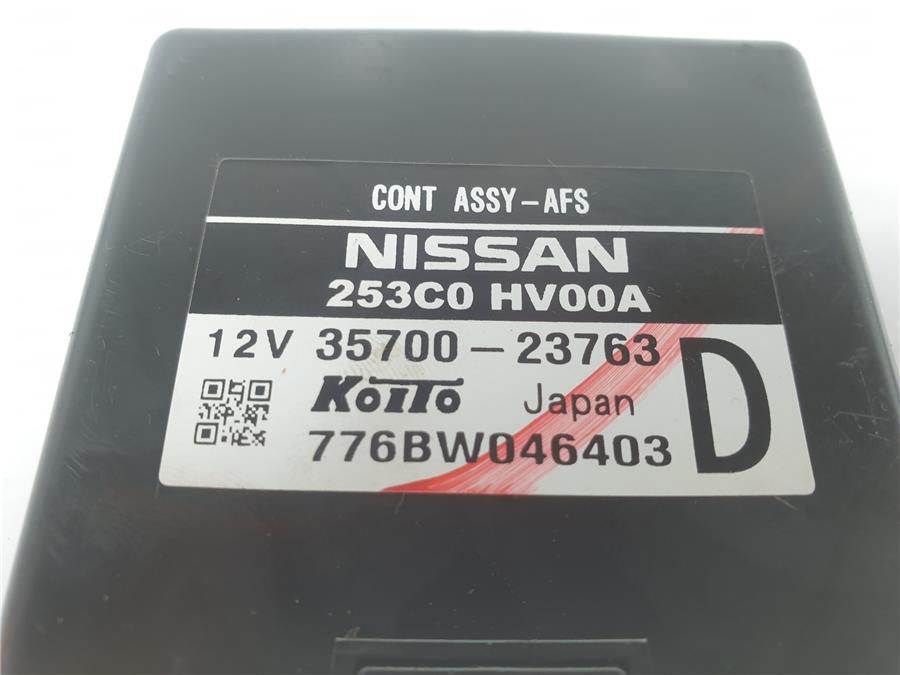 CONT ASSY-AFS
NISSAN
253C0 HV00A
12V 35700-23763 D
KOITO Japan
776BW046403